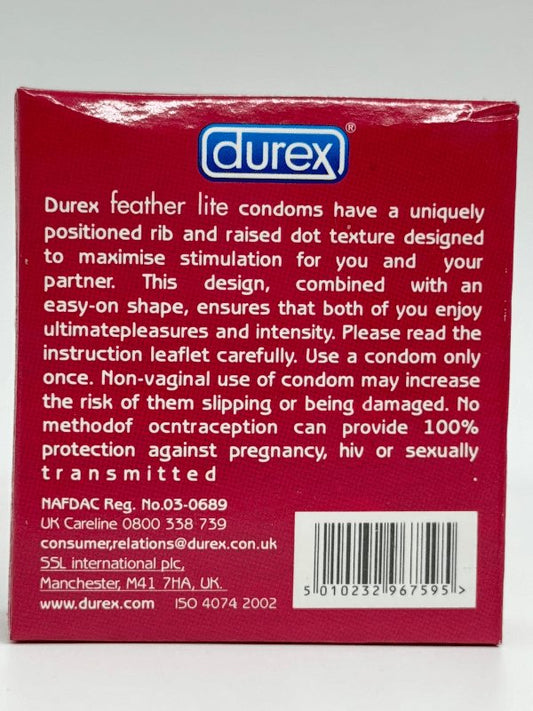 durex®
Durex feather lite condoms have a uniquely
positioned rib and raised dot texture designed
to maximise stimulation for you and your
partner. This design, combined with an
easy-on shape, ensures that both of you enjoy
ultimatepleasures and intensity. Please read the
instruction leaflet carefully. Use a condom only
once. Non-vaginal use of condom may increase
the risk of them slipping or being damaged. No
methodof ocntraception can provide 100%
protection against pregnancy, hiv or sexually
transmitted .
NAFDAC Reg. No.03-0689
UK Careline 0800 338 739
consumer,relations@durex.con.uk
SSL international plc,
Manchester, M41 7HA, UK.
www.durex.com ISO 4074 2002
5 010232 967595 >